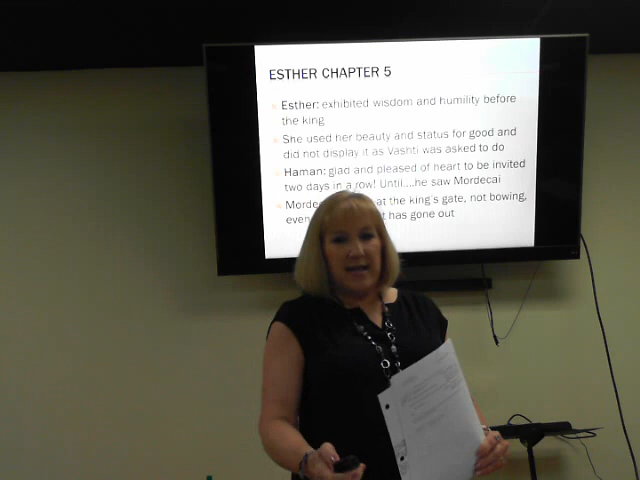 ESTHER CHAPTER 5
Esther: exhibited wisdom and humility before
the king
She used her beauty and status for good and
did not display it as Vashti was asked to do
Haman: glad and pleased of heart to be invited
two days in a row! Until....he saw Mordecai
at the king's gate, not bowing,
even has gone out